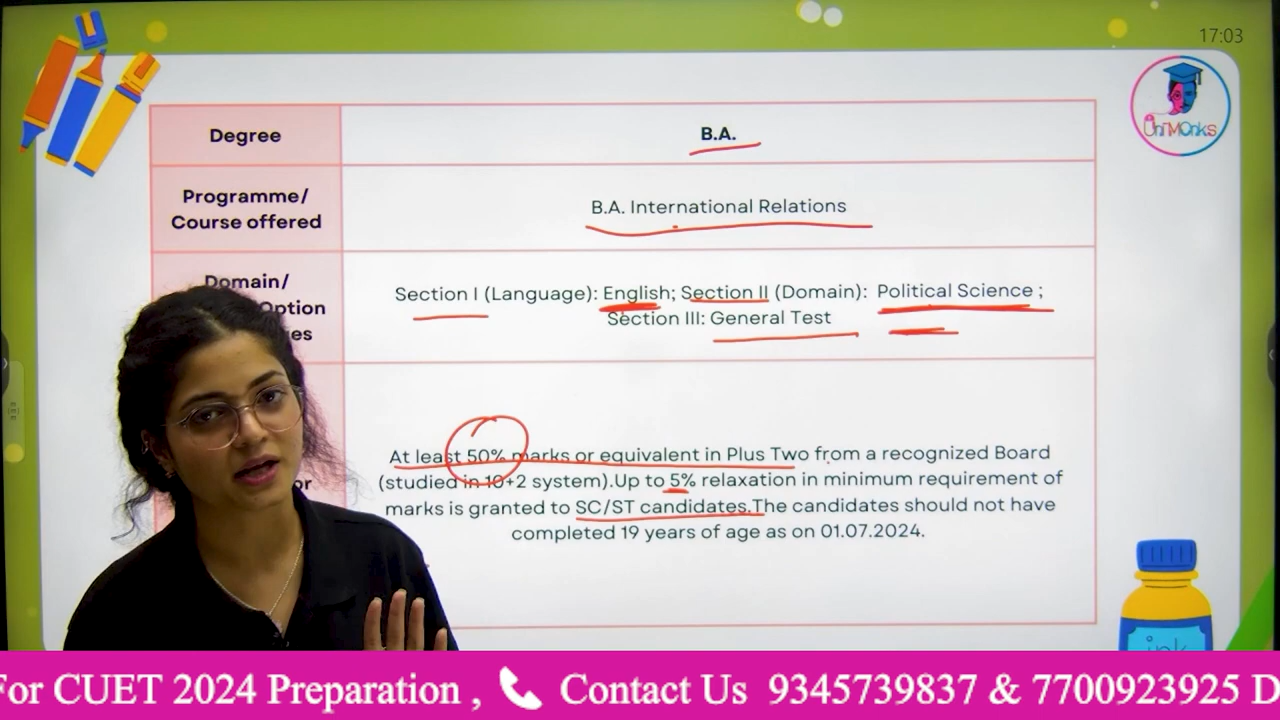 17:03
UniMonks
Degree
B.A.
Programme/
Course offered
B.A. International Relations
Domain/
Option
es
Section I (Language): English; Section II (Domain): Political Science ;
Section III: General Test
or
At least 50% marks or equivalent in Plus Two from a recognized Board
(studied in 10+2 system).Up to 5% relaxation in minimum requirement of
marks is granted to SC/ST candidates.The candidates should not have
completed 19 years of age as on 01.07.2024.
ink
For CUET 2024 Preparation , Contact Us 9345739837 & 7700923925 D